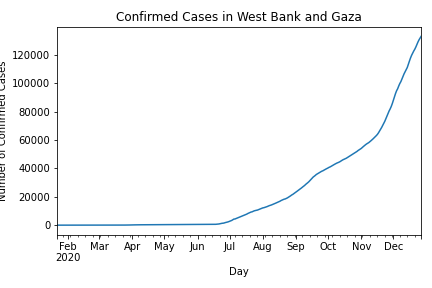 Confirmed Cases in West Bank and Gaza
Number of Confirmed Cases
120000
100000
80000
60000
40000
20000
0
Feb Mar Apr May Jun Jul Aug Sep Oct Nov Dec
2020
Day